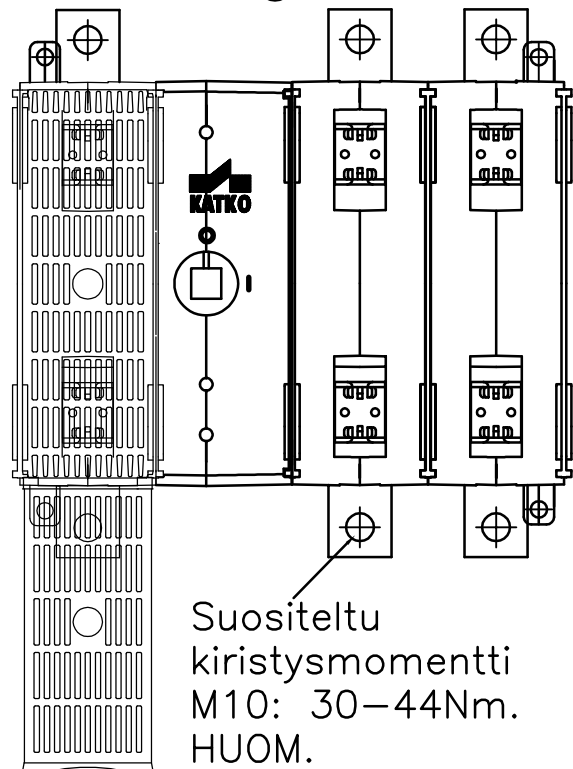 KATKO
I
Suositeltu
kiristysmomentti
M10: 30-44Nm.
HUOM.